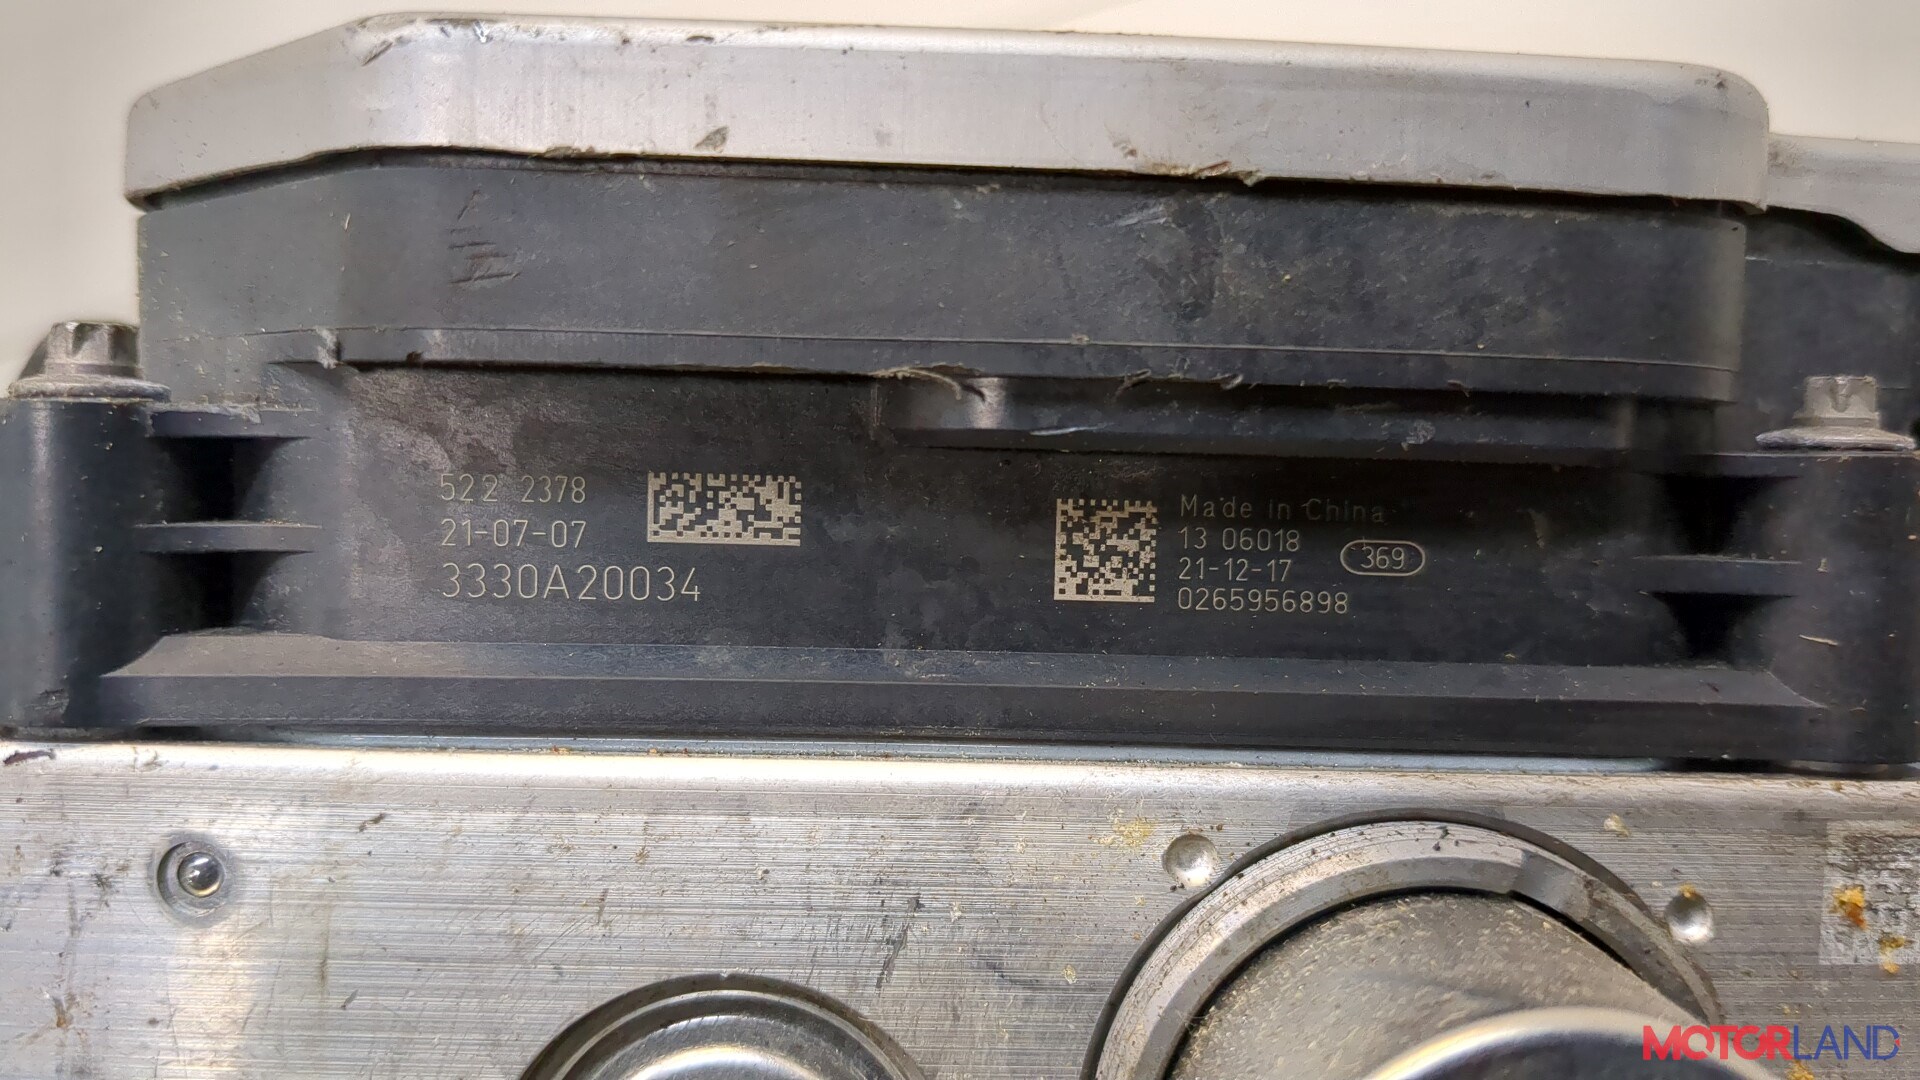 522 2378
21-07-07
3330A20034
Made in China
13 06018
21-12-17
0265956898
369
MOTORLAND